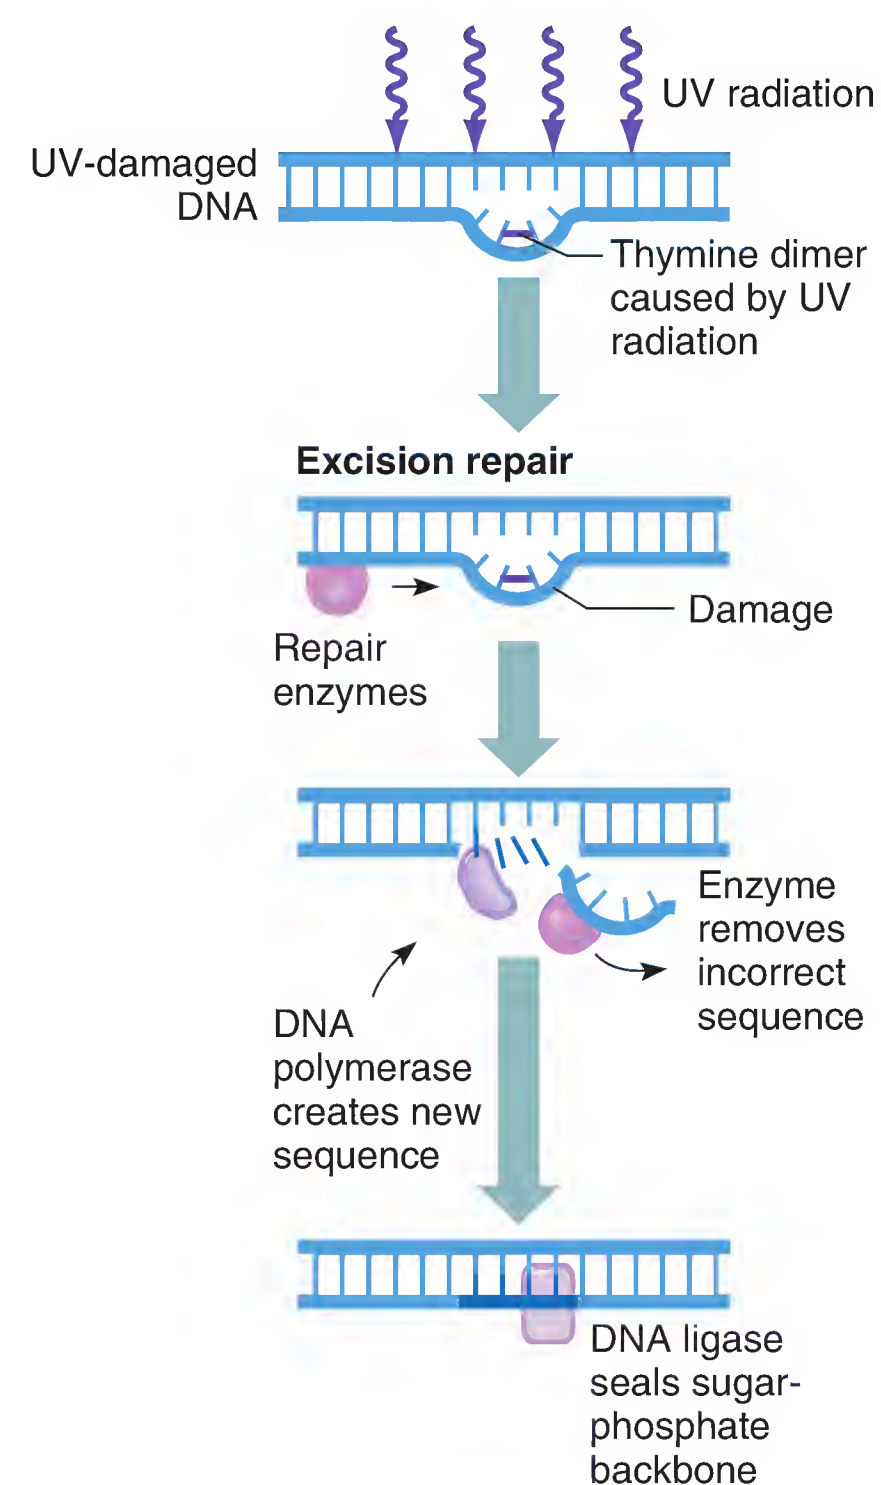 UV radiation
UV-damaged
DNA
Thymine dimer
caused by UV
radiation
Excision repair
Damage
Repair
enzymes
Enzyme
removes
incorrect
sequence
DNA
polymerase
creates new
sequence
DNA ligase
seals sugar-
phosphate
backbone